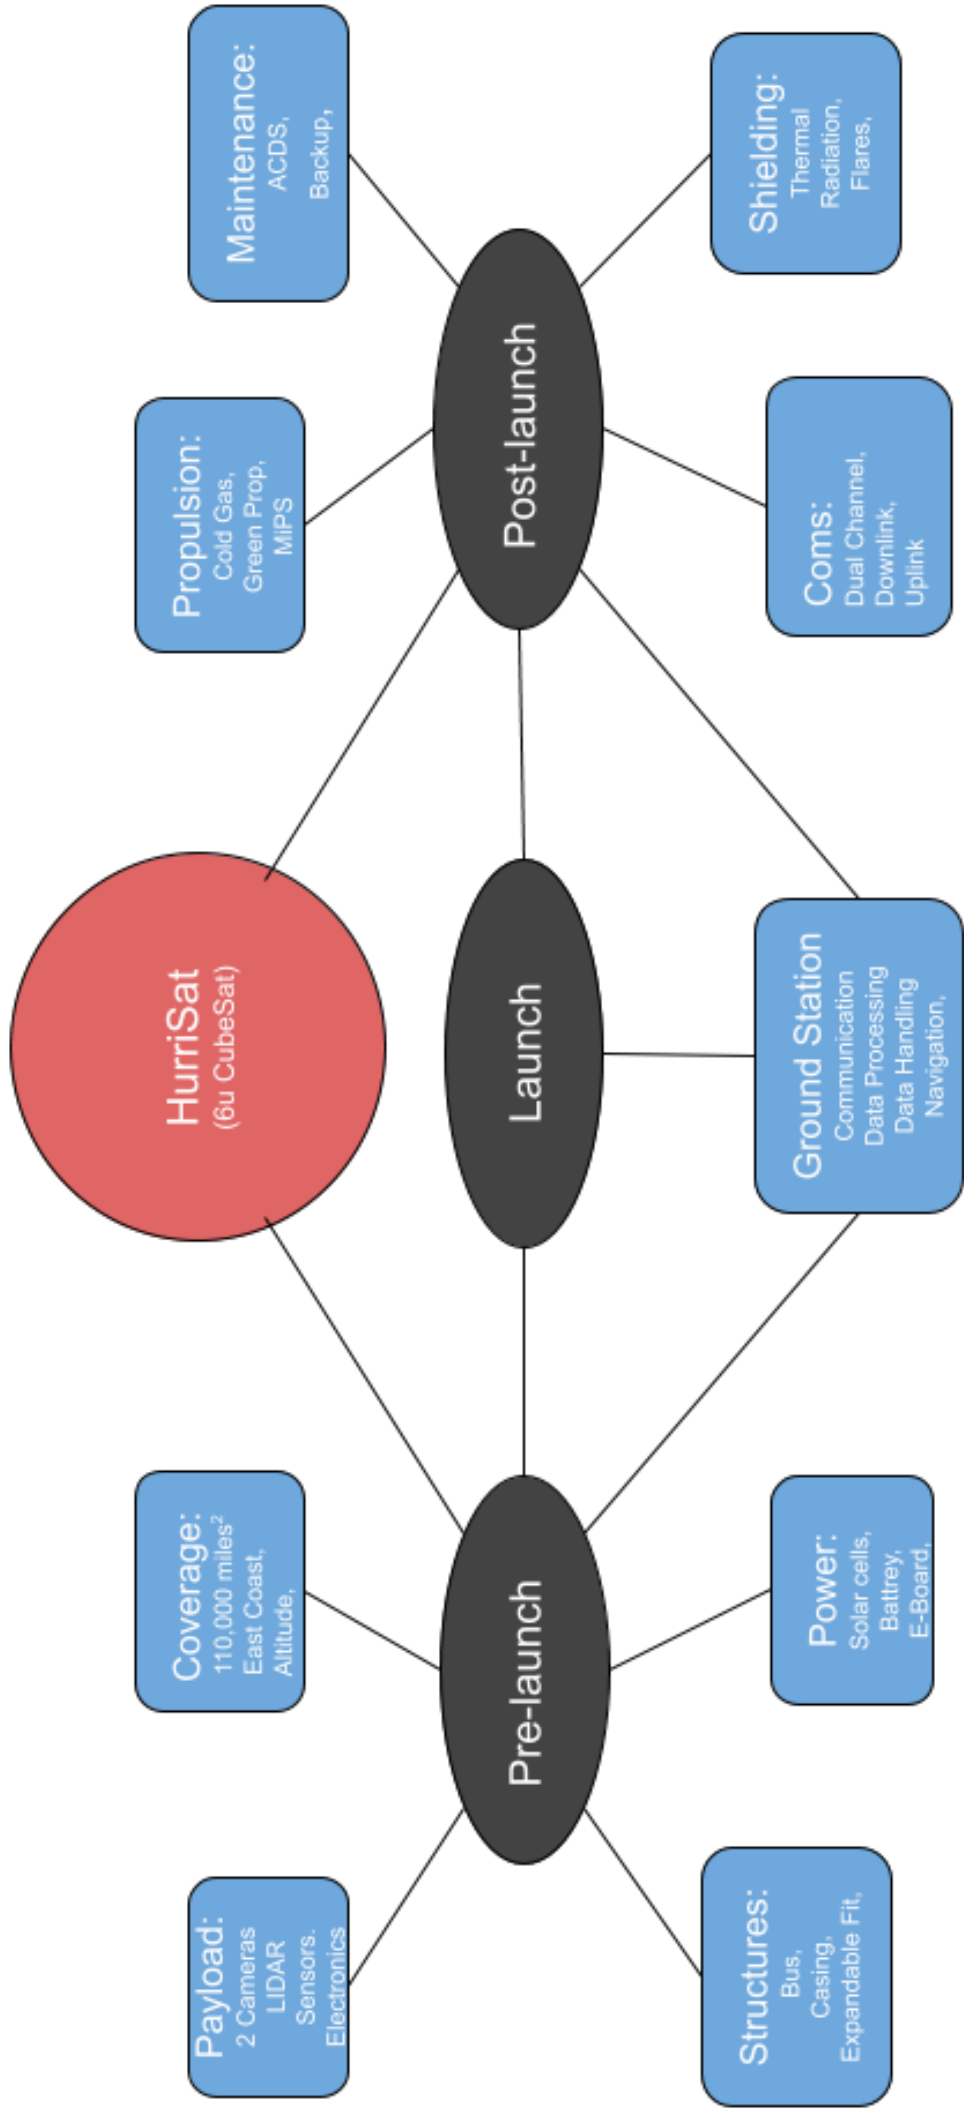 HurriSat
(6u CubeSat)
Payload:
2 Cameras
LIDAR
Sensors.
Electronics
Coverage:
110,000 miles²
East Coast,
Altitude,
Propulsion:
Cold Gas,
Green Prop,
MiPS
Maintenance:
ACDS,
Backup,
Pre-launch
Launch
Post-launch
Structures:
Bus,
Casing,
Expandable Fit,
Power:
Solar cells,
Battrey,
E-Board,
Ground Station
Communication
Data Processing
Data Handling
Navigation,
Coms:
Dual Channel,
Downlink,
Uplink
Shielding:
Thermal
Radiation,
Flares,